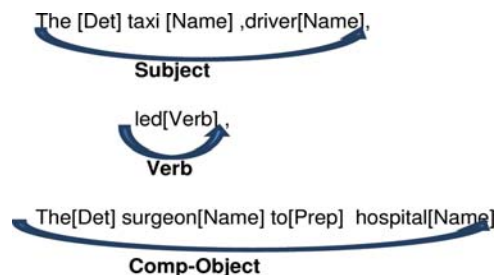 The [Det] taxi [Name] ,driver[Name],
Subject
led[Verb] ,
Verb
The[Det] surgeon[Name] to[Prep] hospital[Name]
Comp-Object